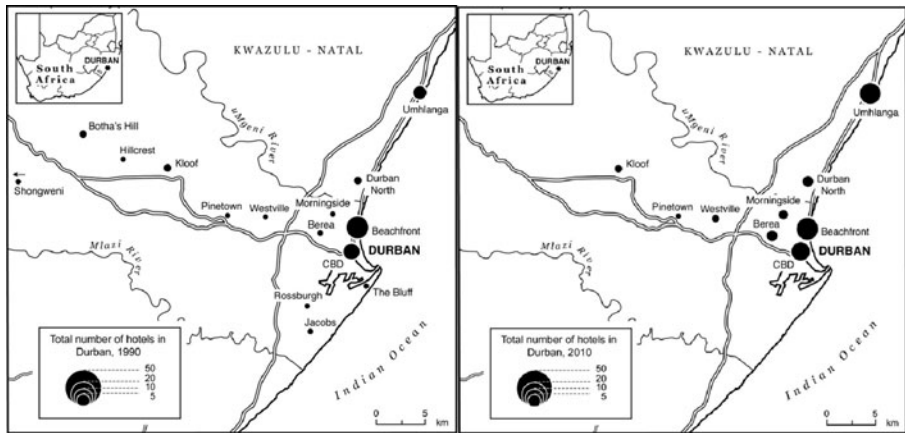 KWAZULU - NATAL
DURBAN
South
Africa
Umhlanga
uMgeni River
Botha's Hill
Hillcrest
Kloof
Shongweni
Durban
North
Morningside
Pinetown
Westville
Berea
Beachfront
DURBAN
CBD
Mlazi River
The Bluff
Rossburgh
Jacobs
Total number of hotels in
Durban, 1990
50
20
10
5
Indian Ocean
0 5
km
KWAZULU - NATAL
DURBAN
South
Africa
Umhlanga
uMgeni River
Kloof
Durban
North
Morningside
Pinetown
Westville
Berea
Beachfront
DURBAN
CBD
Mlazi River
Total number of hotels in
Durban, 2010
50
20
10
5
Indian Ocean
0 5
km